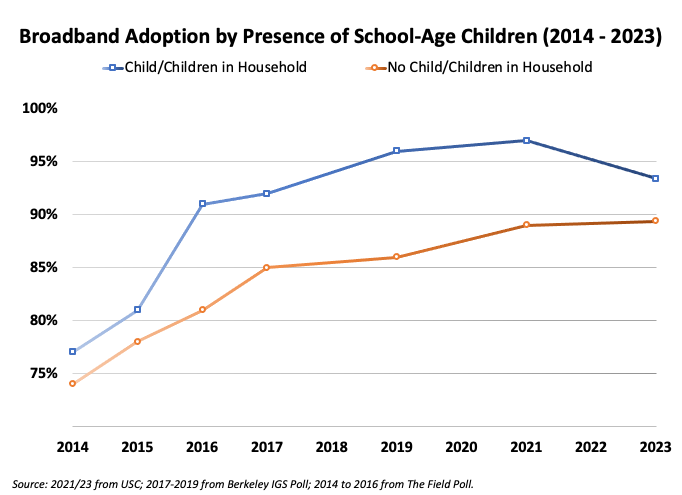 Broadband Adoption by Presence of School-Age Children (2014 - 2023)
Child/Children in Household No Child/Children in Household
100%
95%
90%
85%
80%
75%
2014 2015 2016 2017 2018 2019 2020 2021 2022 2023
Source: 2021/23 from USC; 2017-2019 from Berkeley IGS Poll; 2014 to 2016 from The Field Poll.